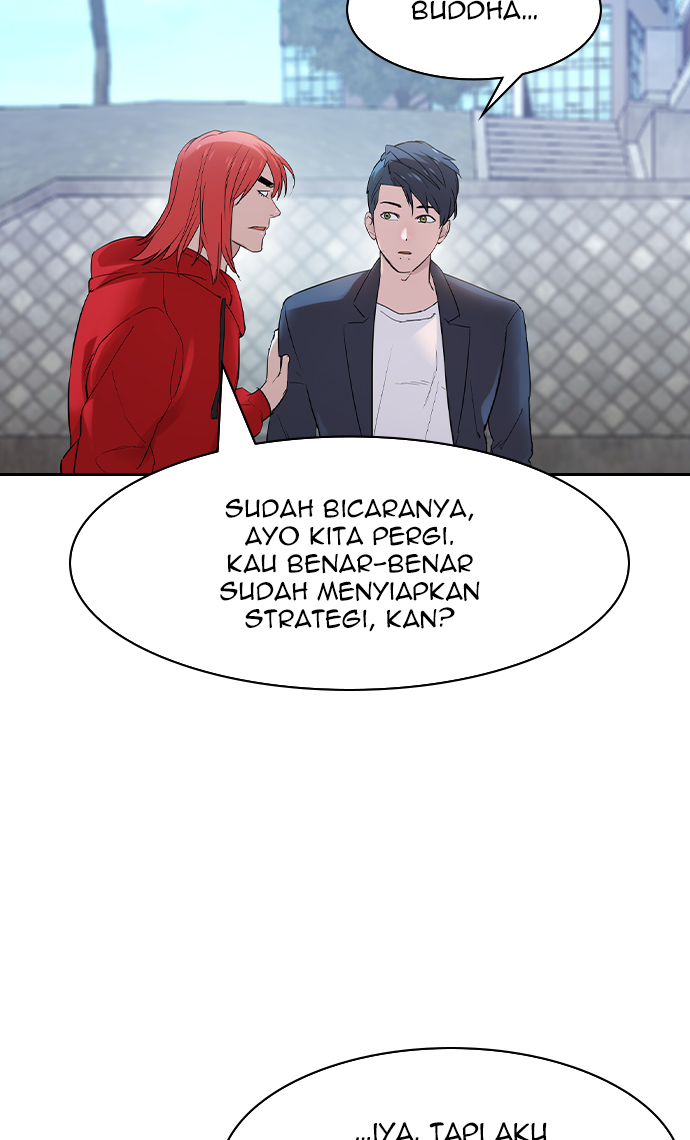 BUDDHA...
SUDAH BICARANYA,
AYO KITA PERGI.
KAU BENAR-BENAR
SUDAH MENYIAPKAN
STRATEGI, KAN?
...IYA, TAPI AKU